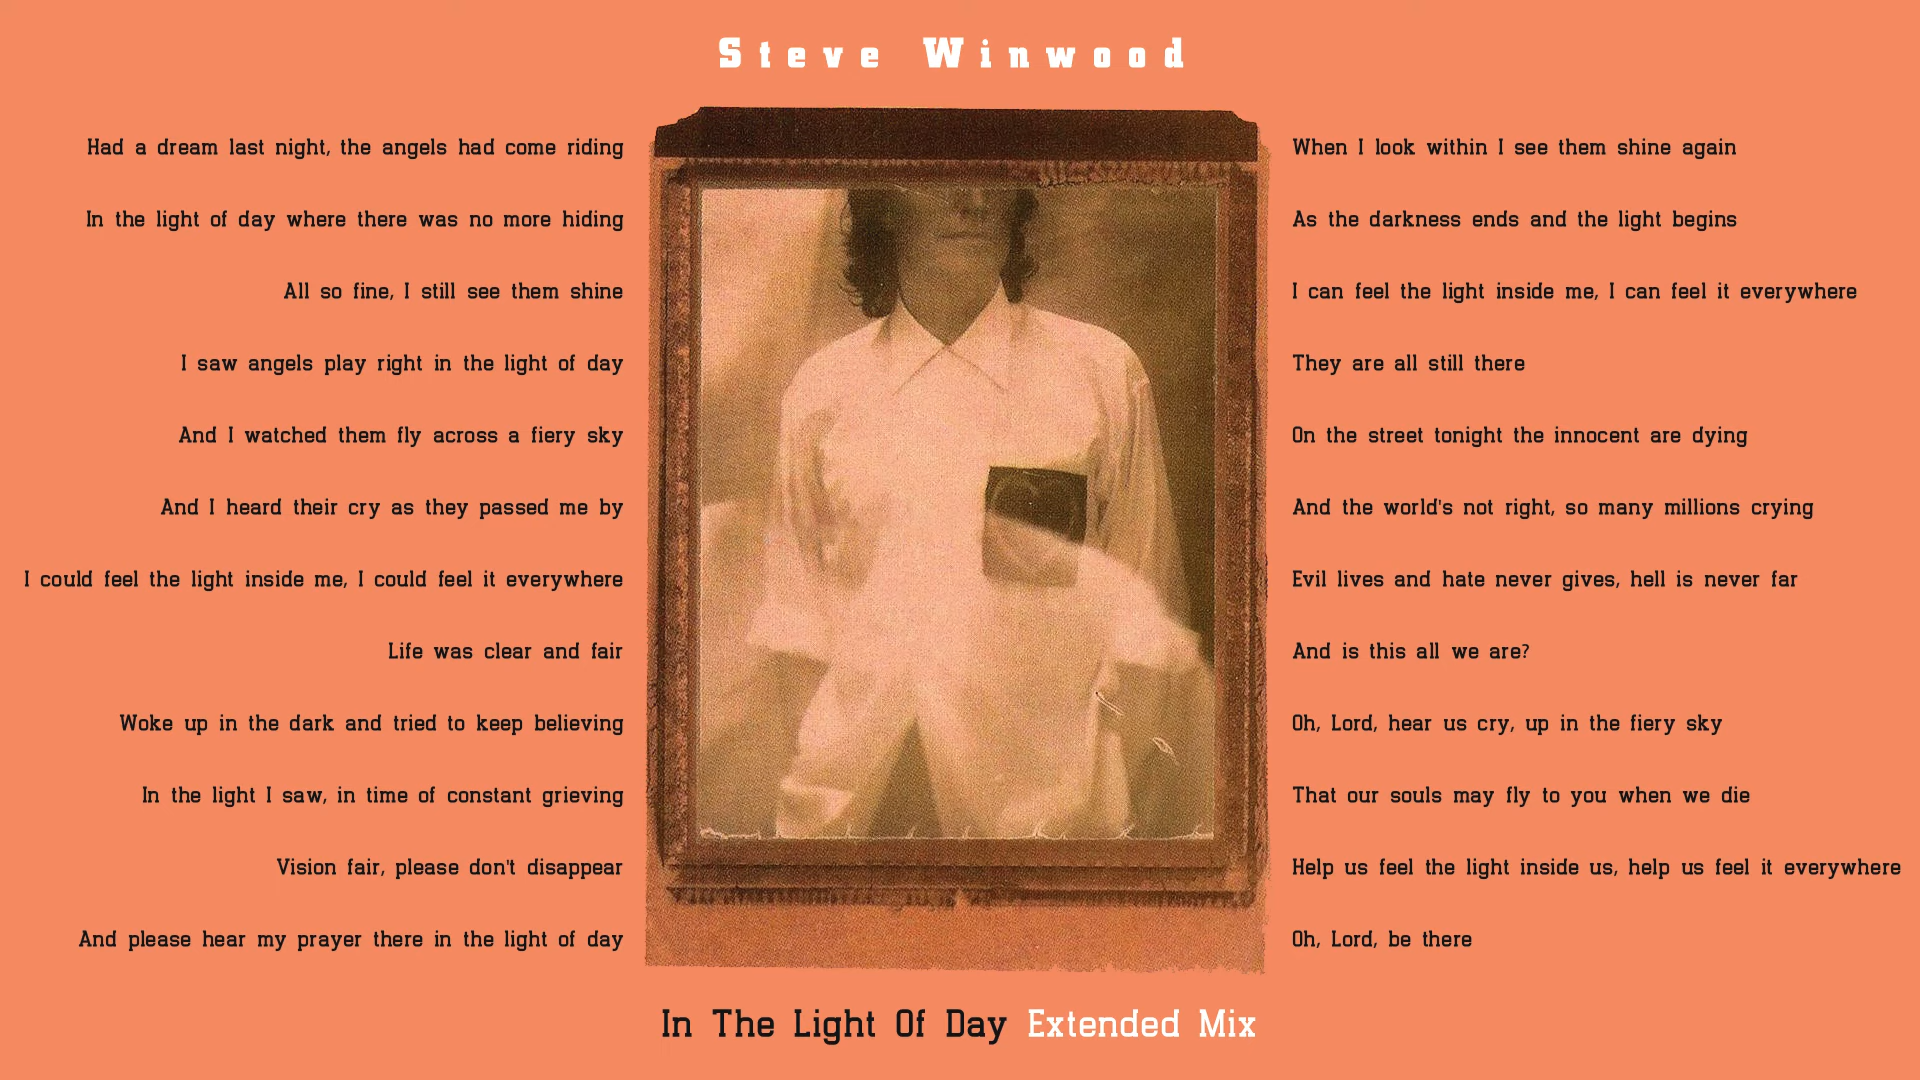 Steve Winwood
Had a dream last night, the angels had come riding
In the light of day where there was no more hiding
All so fine, I still see them shine
I saw angels play right in the light of day
And I watched them fly across a fiery sky
And I heard their cry as they passed me by
I could feel the light inside me, I could feel it everywhere
Life was clear and fair
Woke up in the dark and tried to keep believing
In the light I saw, in time of constant grieving
Vision fair, please don't disappear
And please hear my prayer there in the light of day
When I look within I see them shine again
As the darkness ends and the light begins
I can feel the light inside me, I can feel it everywhere
They are all still there
On the street tonight the innocent are dying
And the world's not right, so many millions crying
Evil lives and hate never gives, hell is never far
And is this all we are?
Oh, Lord, hear us cry, up in the fiery sky
That our souls may fly to you when we die
Help us feel the light inside us, help us feel it everywhere
Oh, Lord, be there
In The Light Of Day Extended Mix